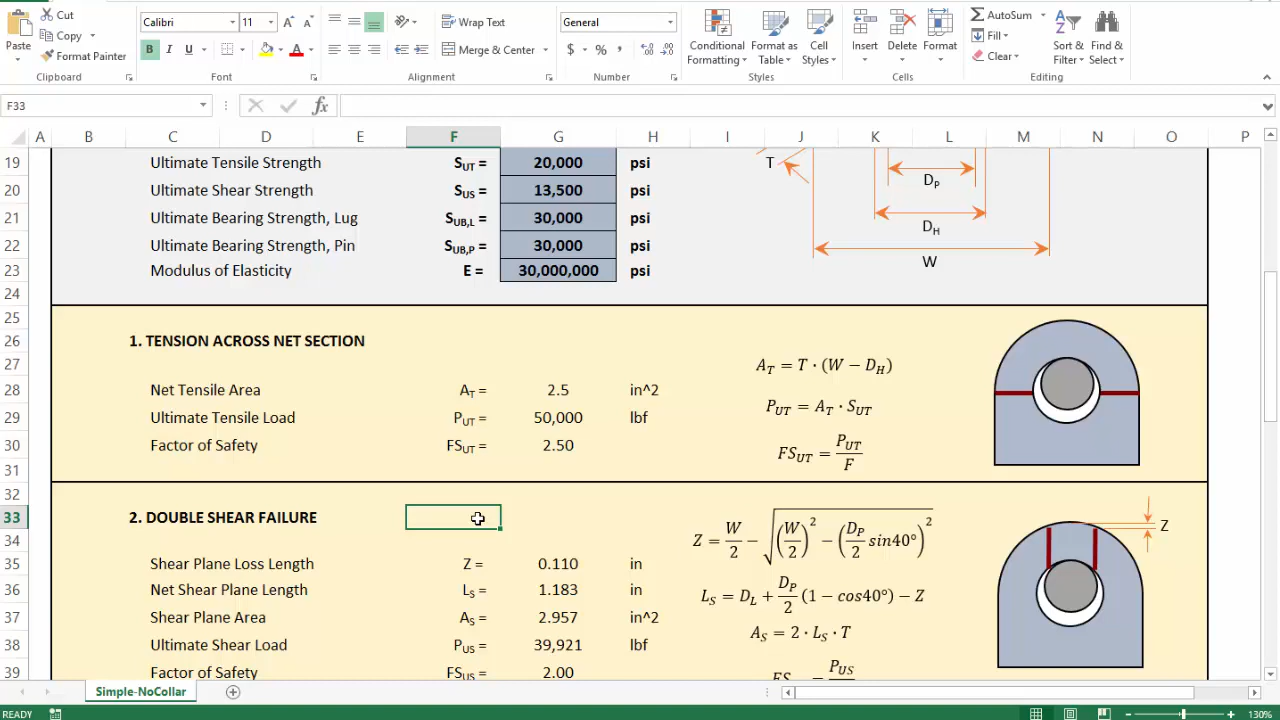 Cut
Calibri 11
Wrap Text
General
AutoSum
Copy
Fill
Paste
Format Painter
B I U
Merge & Center
$ % ,
Conditional Formatting
Format as Table
Cell Styles
Insert
Delete
Format
Clear
Sort & Filter
Find & Select
Clipboard
Font
Alignment
Number
Styles
Cells
Editing
F33
fx
A B C D E F G H I J K L M N O P
19 Ultimate Tensile Strength S_UT = 20,000 psi
20 Ultimate Shear Strength S_US = 13,500 psi
21 Ultimate Bearing Strength, Lug S_UB,L = 30,000 psi
22 Ultimate Bearing Strength, Pin S_UB,P = 30,000 psi
23 Modulus of Elasticity E = 30,000,000 psi
T
D_P
D_H
W
24
25
26 1. TENSION ACROSS NET SECTION
27
28 Net Tensile Area A_T = 2.5 in^2
29 Ultimate Tensile Load P_UT = 50,000 lbf
30 Factor of Safety FS_UT = 2.50
31
A_T = T · (W − D_H)
P_UT = A_T · S_UT
FS_UT = P_UT / F
32
33 2. DOUBLE SHEAR FAILURE
34
35 Shear Plane Loss Length Z = 0.110 in
36 Net Shear Plane Length L_S = 1.183 in
37 Shear Plane Area A_S = 2.957 in^2
38 Ultimate Shear Load P_US = 39,921 lbf
39 Factor of Safety FS_US = 2.00
Z = W/2 − √((W/2)² − (D_P/2 sin40°)²)
L_S = D_L + D_P/2 (1 − cos40°) − Z
A_S = 2 · L_S · T
P_US
Z
Simple-NoCollar
READY
130%